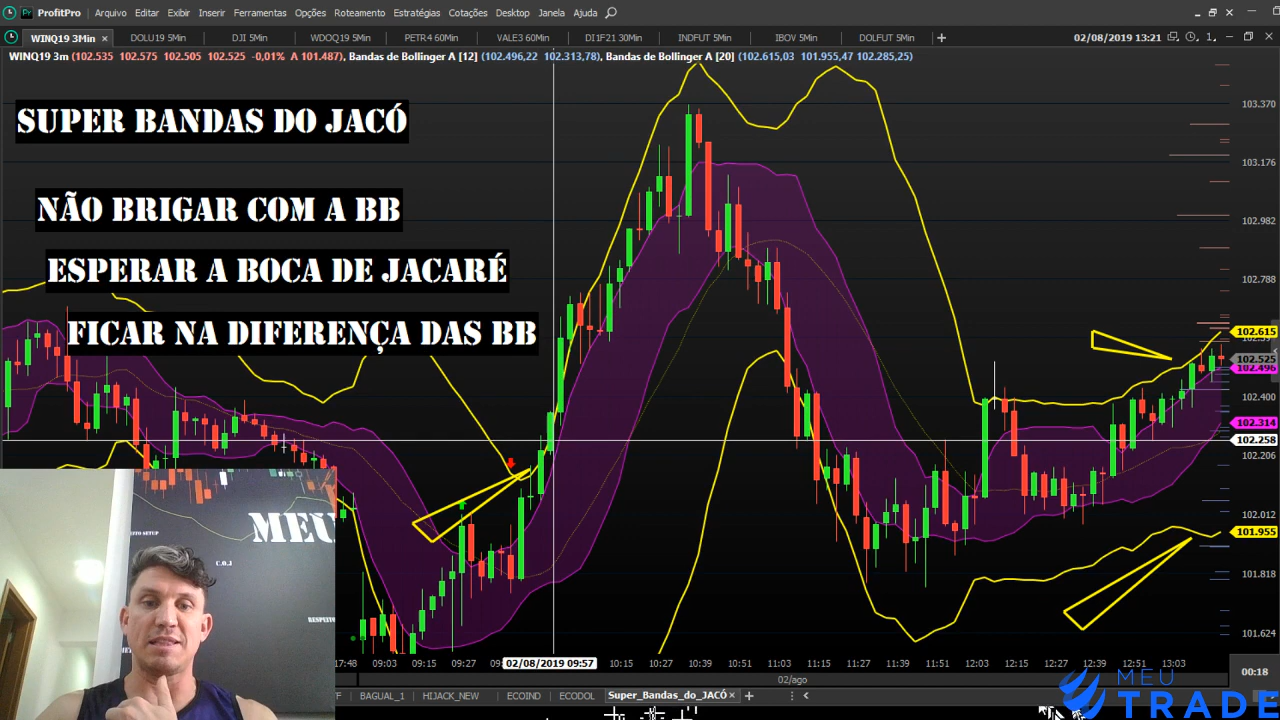 ProfitPro Arquivo Editar Exibir Inserir Ferramentas Opções Roteamento Estratégias Cotações Desktop Janela Ajuda
WINQ19 3Min DOLU19 5Min DJI 5Min WDOQ19 5Min PETR4 60Min VALE3 60Min DI1F21 30Min INDFUT 5Min IBOV 5Min DOLFUT 5Min 02/08/2019 13:21
WINQ19 3m (102.535 102.575 102.505 102.525 -0,01% A 101.487), Bandas de Bollinger A [12] (102.496,22 102.313,78), Bandas de Bollinger A [20] (102.615,03 101.955,47 102.285,25)
SUPER BANDAS DO JACÓ
NÃO BRIGAR COM A BB
ESPERAR A BOCA DE JACARÉ
FICAR NA DIFERENÇA DAS BB
103.370
103.176
102.982
102.788
102.615
102.525
102.496
102.400
102.314
102.258
102.206
102.012
101.955
101.818
101.624
MEU
C.O.J
17:48 09:03 09:15 09:27 02/08/2019 09:57 10:15 10:27 10:39 10:51 11:03 11:15 11:27 11:39 11:51 12:03 12:15 12:27 12:39 12:51 13:03
02/ago
00:18
BAGUAL_1 HIJACK_NEW ECOIND ECODOL Super_Bandas_do_JACÓ
MEU
TRADE